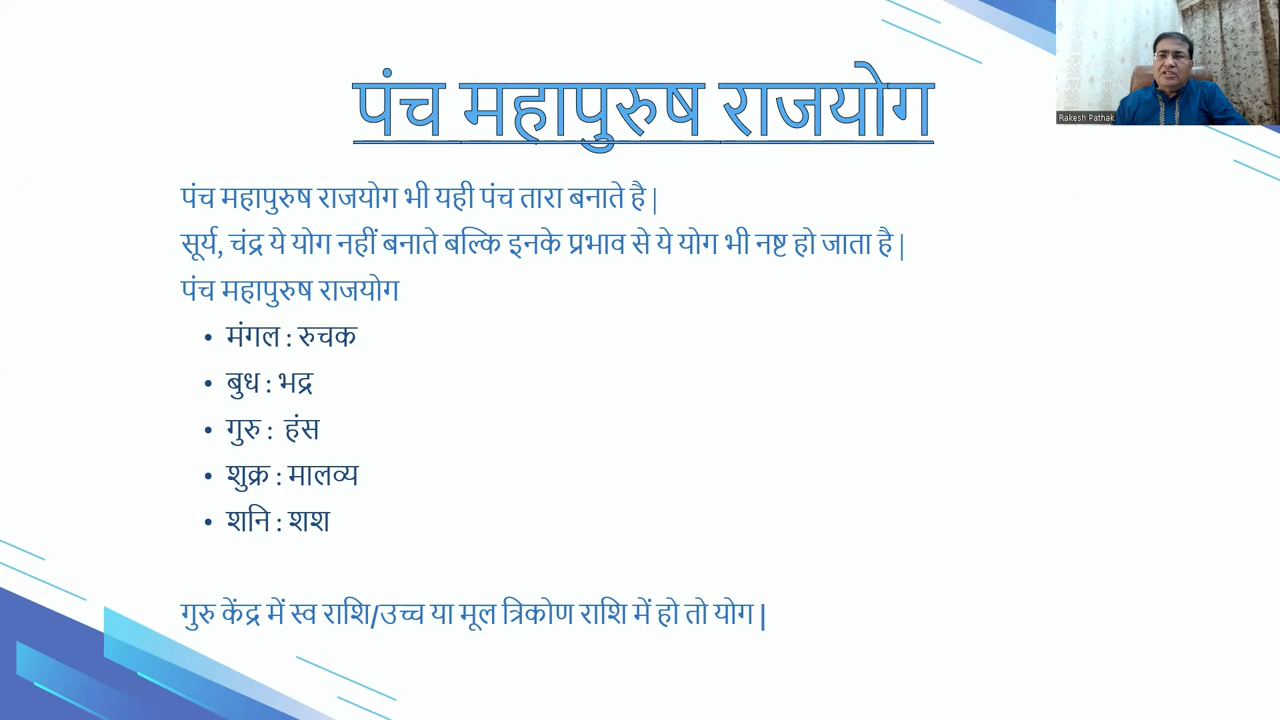 पंच महापुरुष राजयोग
Rakesh Pathak
पंच महापुरुष राजयोग भी यही पंच तारा बनाते है |
सूर्य, चंद्र ये योग नहीं बनाते बल्कि इनके प्रभाव से ये योग भी नष्ट हो जाता है |
पंच महापुरुष राजयोग
• मंगल : रुचक
• बुध : भद्र
• गुरु : हंस
• शुक्र : मालव्य
• शनि : शश
गुरु केंद्र में स्व राशि/उच्च या मूल त्रिकोण राशि में हो तो योग |